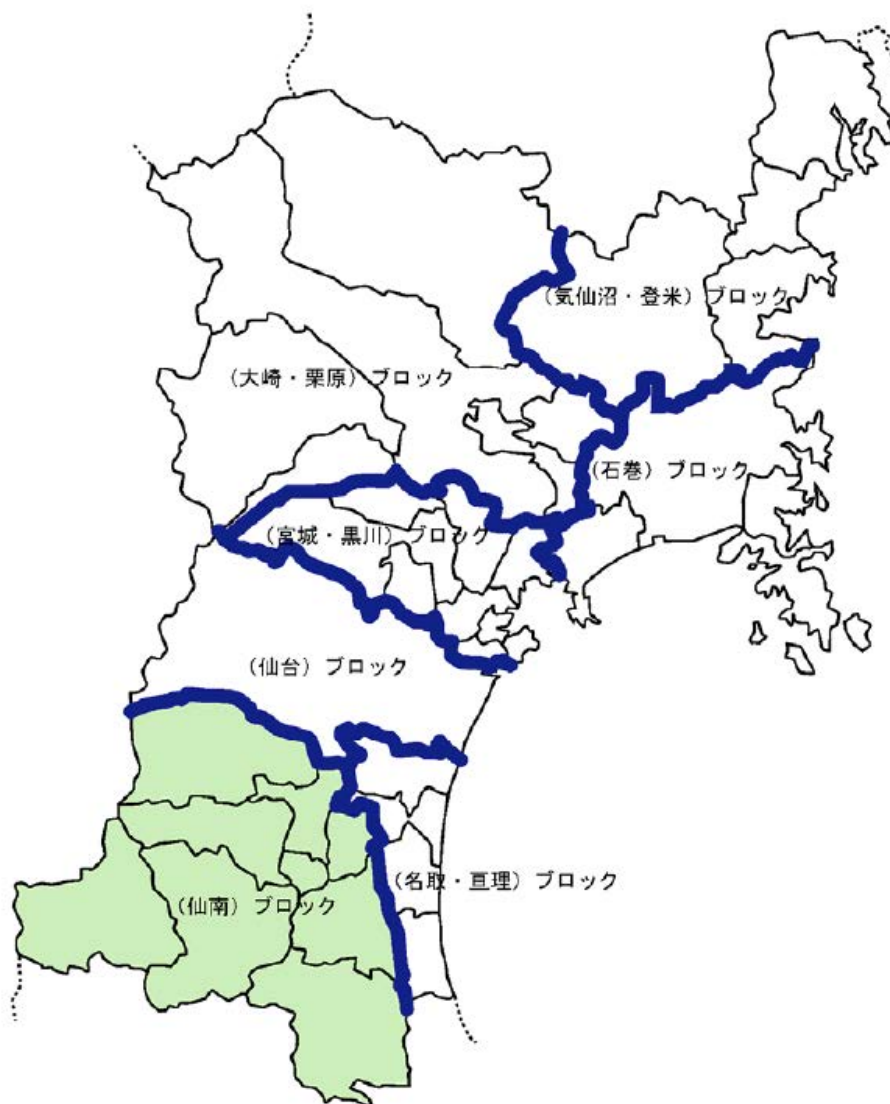 （気仙沼・登米）ブロック
（大崎・栗原）ブロック
（石巻）ブロック
（宮城・黒川）ブロック
（仙台）ブロック
（名取・亘理）ブロック
（仙南）ブロック